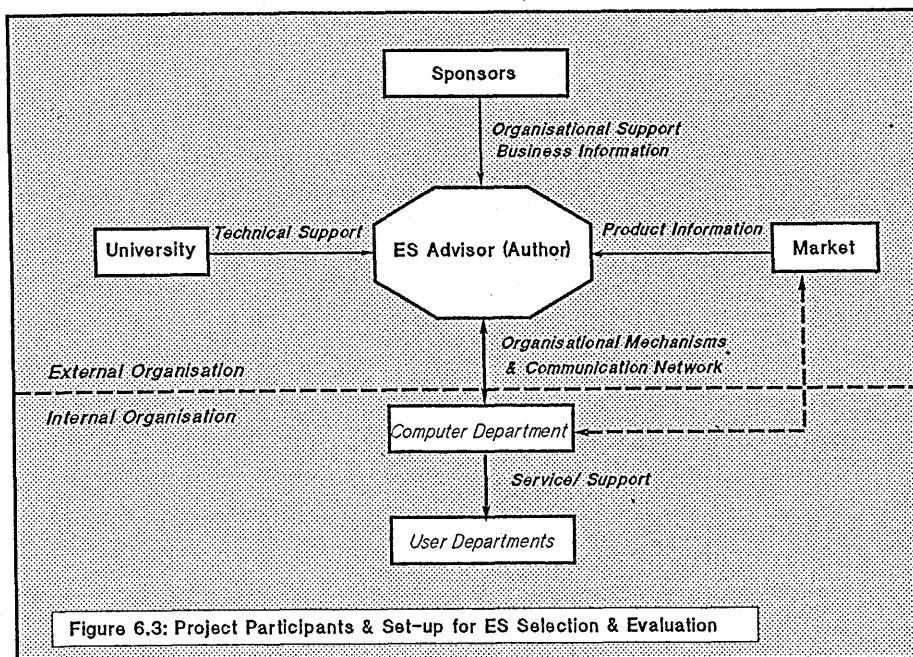 Sponsors
Organisational Support
Business Information
University
Technical Support
ES Advisor (Author)
Product Information
Market
Organisational Mechanisms
& Communication Network
External Organisation
Internal Organisation
Computer Department
Service/ Support
User Departments
Figure 6.3: Project Participants & Set-up for ES Selection & Evaluation